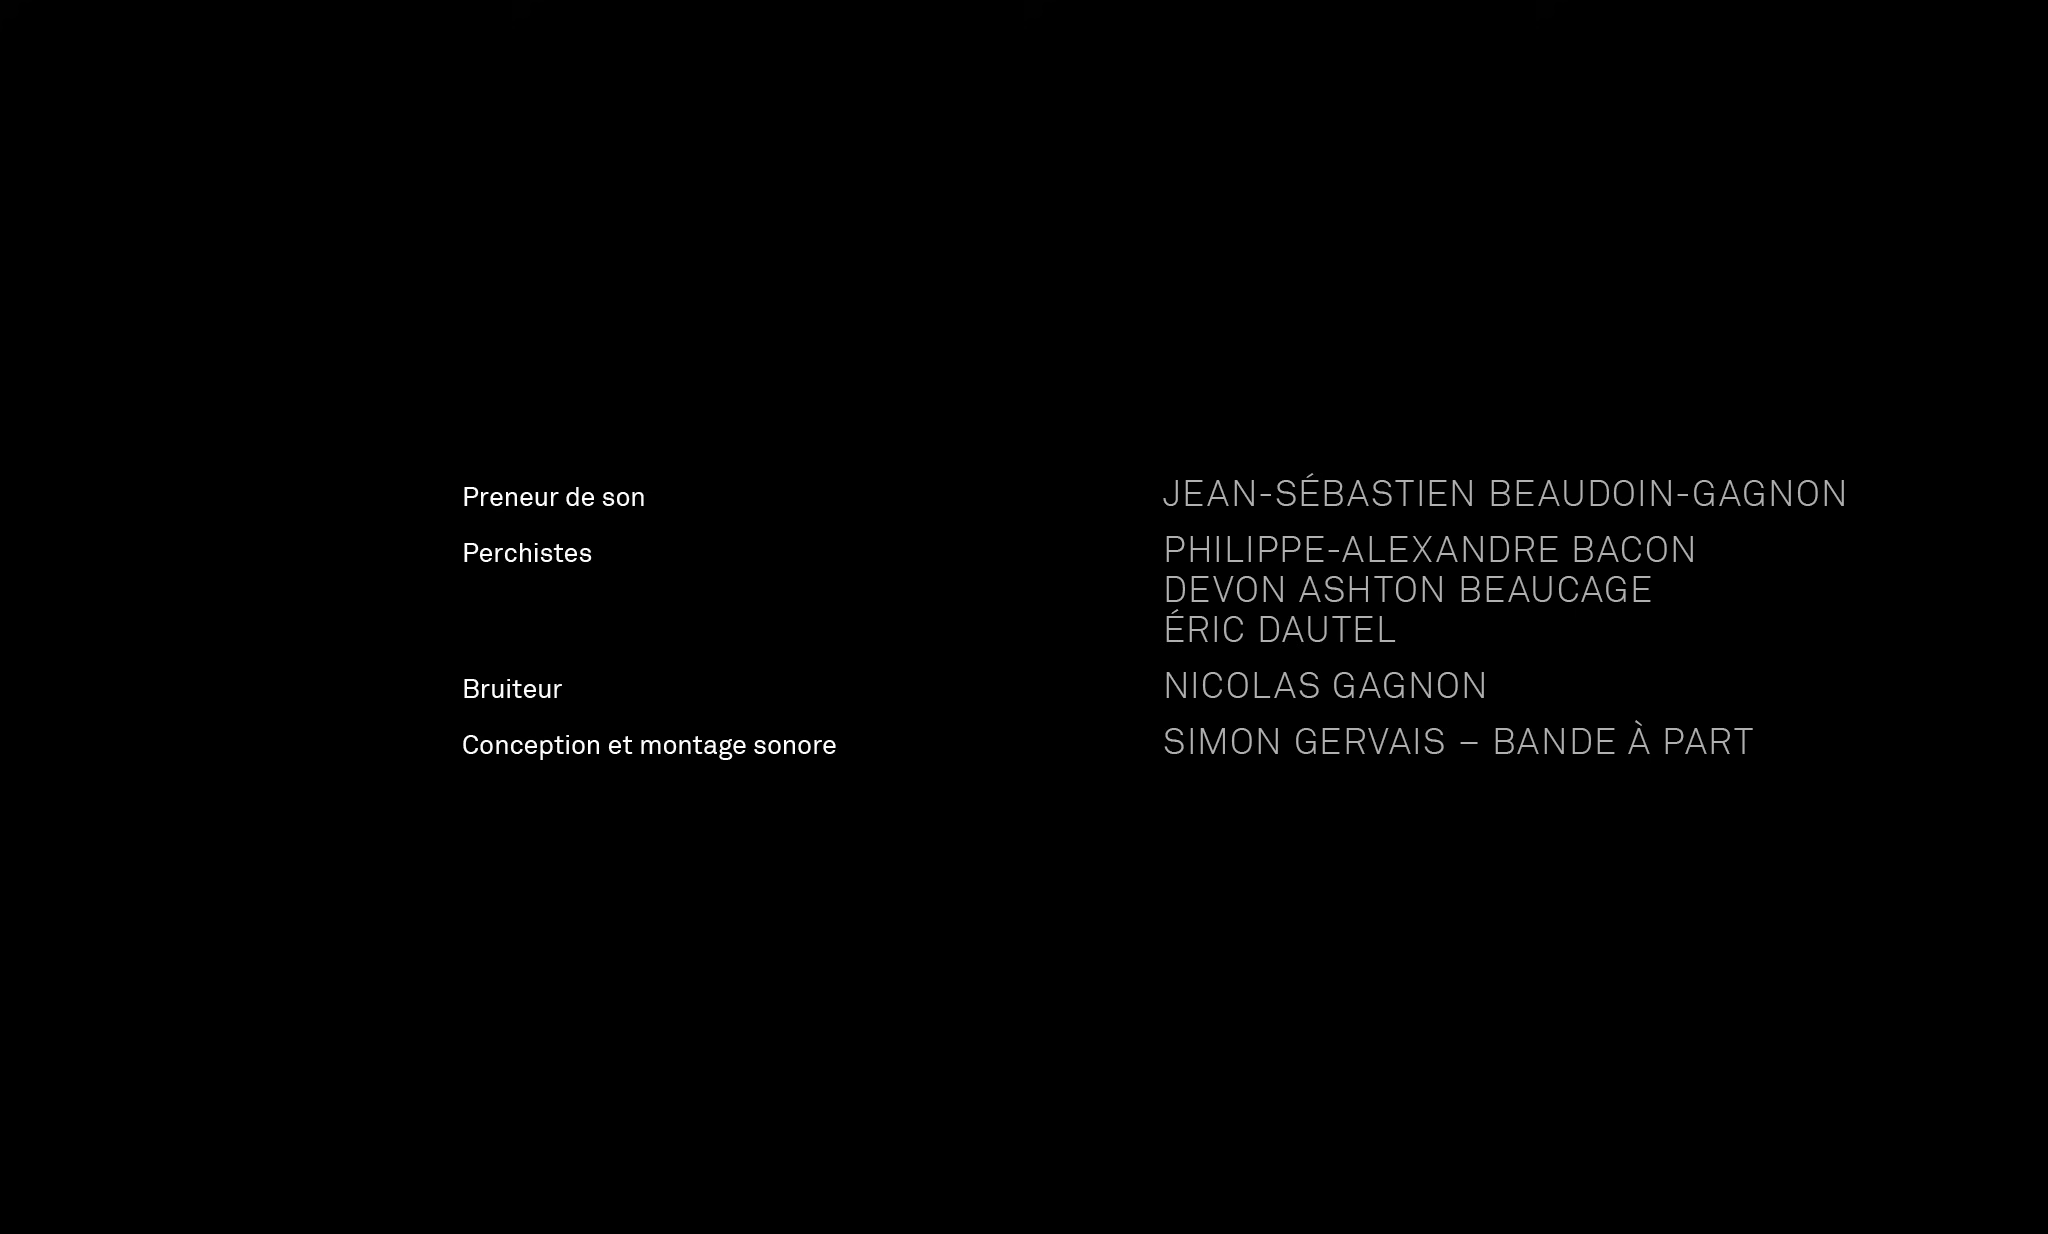 Preneur de son JEAN-SÉBASTIEN BEAUDOIN-GAGNON
Perchistes PHILIPPE-ALEXANDRE BACON
DEVON ASHTON BEAUCAGE
ÉRIC DAUTEL
Bruiteur NICOLAS GAGNON
Conception et montage sonore SIMON GERVAIS – BANDE À PART